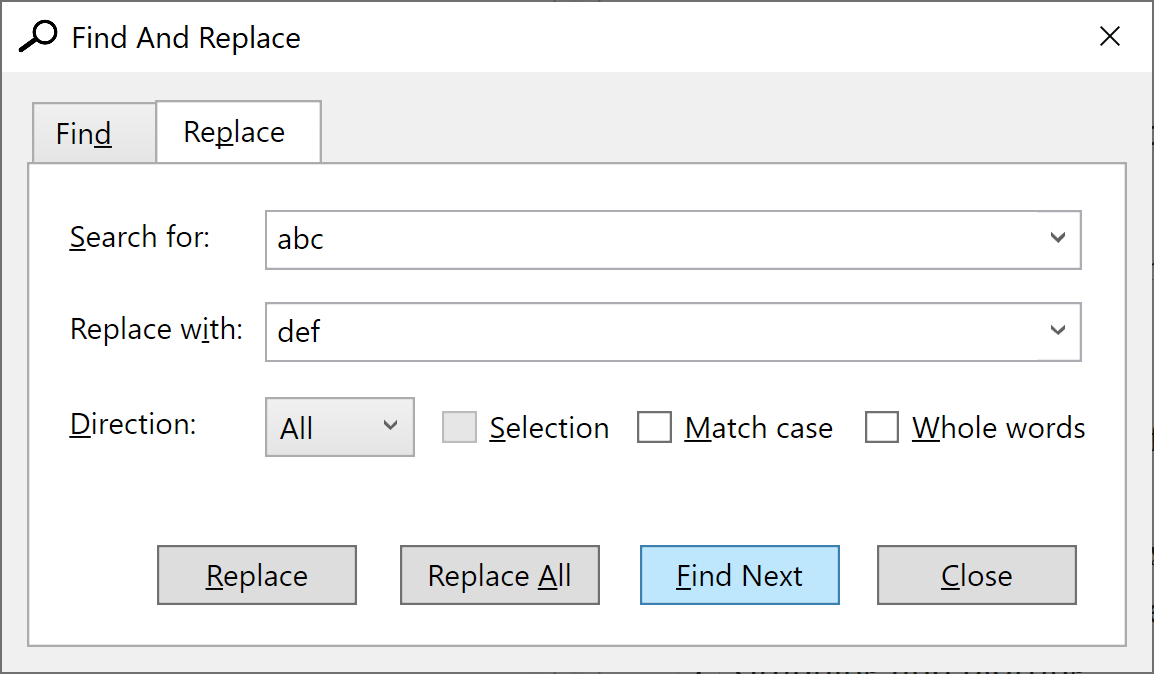 Find And Replace
Find
Replace
Search for:
abc
Replace with:
def
Direction:
All
Selection
Match case
Whole words
Replace
Replace All
Find Next
Close